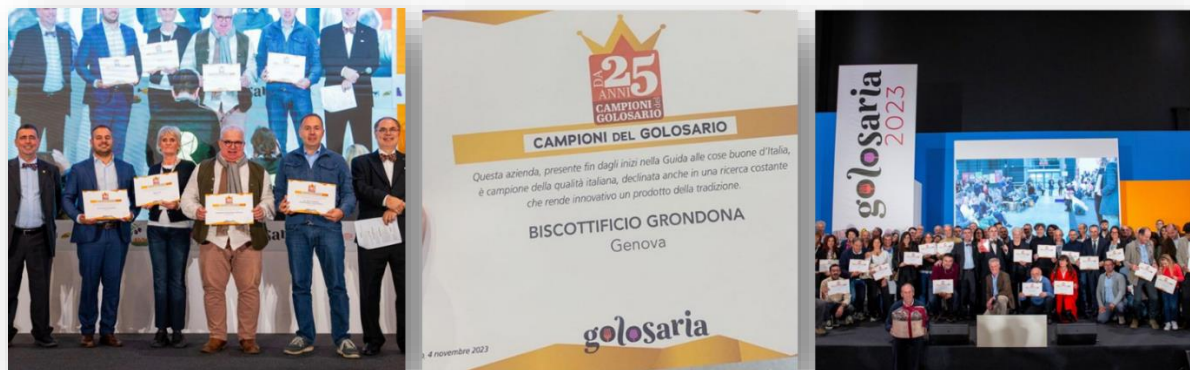 DA
25
ANNI
CAMPIONI
del
GOLOSARIO
CAMPIONI DEL GOLOSARIO
Questa azienda, presente fin dagli inizi nella Guida alle cose buone d'Italia,
è campione della qualità italiana, declinata anche in una ricerca costante
che rende innovativo un prodotto della tradizione.
BISCOTTIFICIO GRONDONA
Genova
golosaria
4 novembre 2023
golosaria
2023